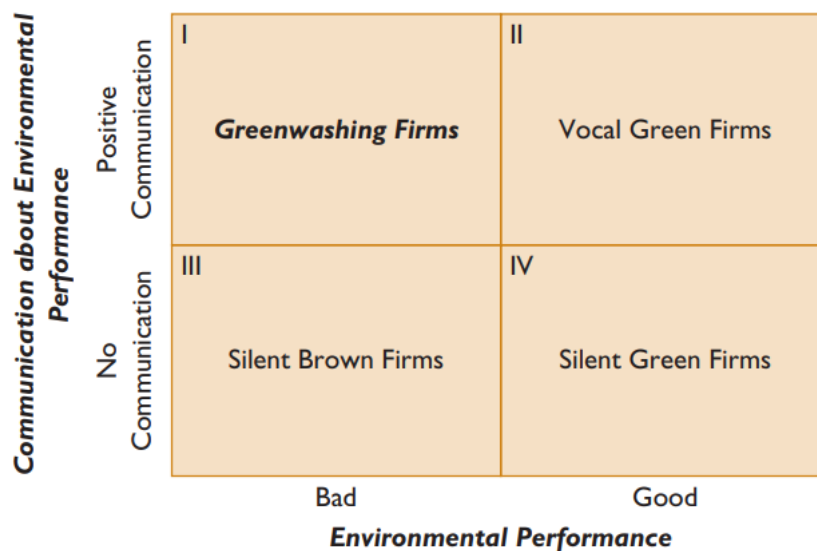 Communication about Environmental
Performance
Positive
Communication
No
Communication
I
Greenwashing Firms
II
Vocal Green Firms
III
Silent Brown Firms
IV
Silent Green Firms
Bad
Good
Environmental Performance